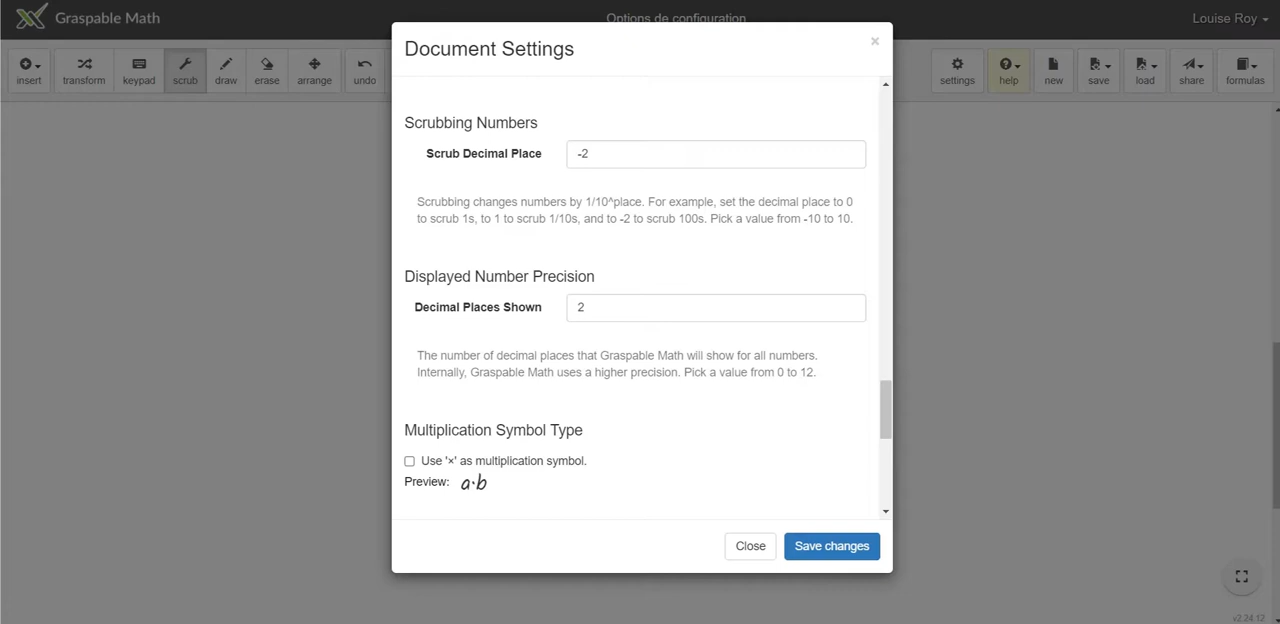 Graspable Math
Options de configuration
Louise Roy
insert
transform
keypad
scrub
draw
erase
arrange
undo
settings
help
new
save
load
share
formulas
Document Settings
×
Scrubbing Numbers
Scrub Decimal Place
-2
Scrubbing changes numbers by 1/10^place. For example, set the decimal place to 0
to scrub 1s, to 1 to scrub 1/10s, and to -2 to scrub 100s. Pick a value from -10 to 10.
Displayed Number Precision
Decimal Places Shown
2
The number of decimal places that Graspable Math will show for all numbers.
Internally, Graspable Math uses a higher precision. Pick a value from 0 to 12.
Multiplication Symbol Type
Use '×' as multiplication symbol.
Preview: a·b
Close
Save changes
v2.24.12